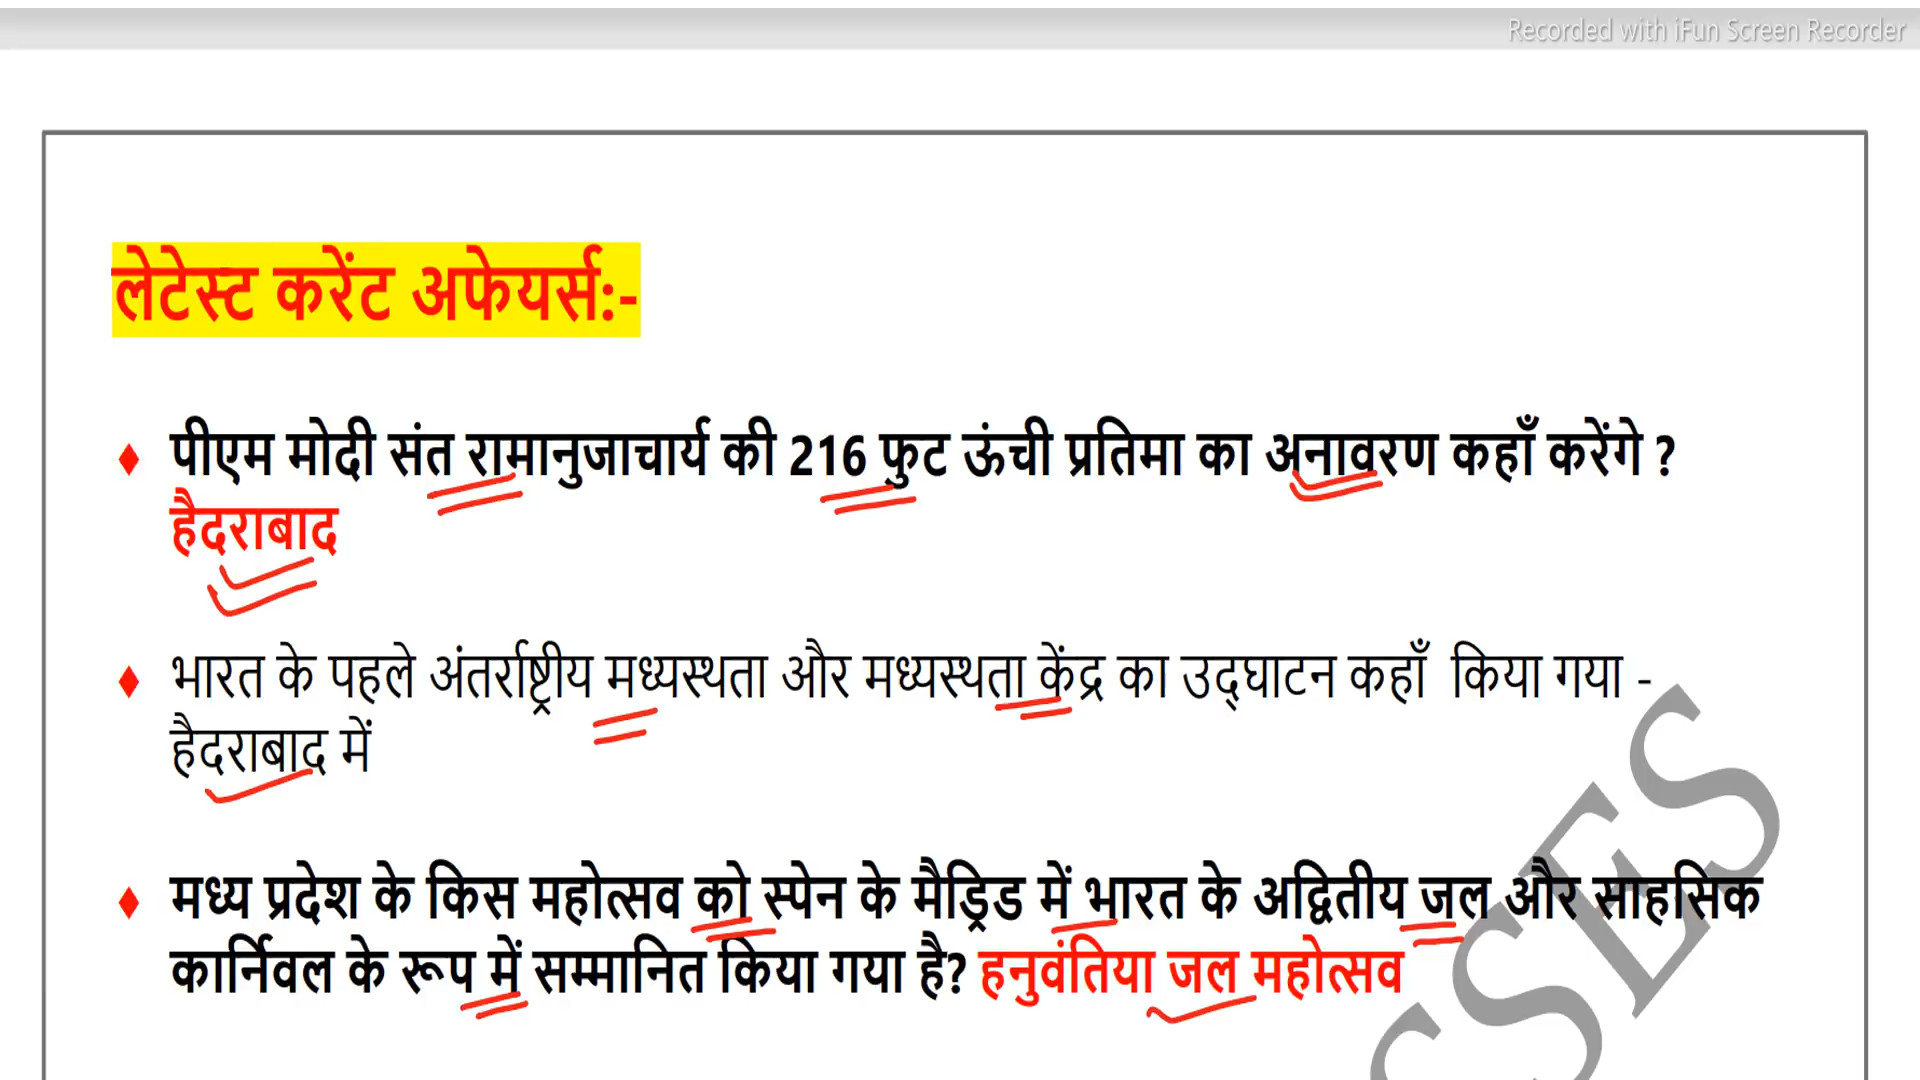 Recorded with iFun Screen Recorder
लेटेस्ट करेंट अफेयर्स:-
पीएम मोदी संत रामानुजाचार्य की 216 फुट ऊंची प्रतिमा का अनावरण कहाँ करेंगे ?
हैदराबाद
भारत के पहले अंतर्राष्ट्रीय मध्यस्थता और मध्यस्थता केंद्र का उद्घाटन कहाँ किया गया -
हैदराबाद में
मध्य प्रदेश के किस महोत्सव को स्पेन के मैड्रिड में भारत के अद्वितीय जल और साहसिक
कार्निवल के रूप में सम्मानित किया गया है? हनुवंतिया जल महोत्सव
SSES